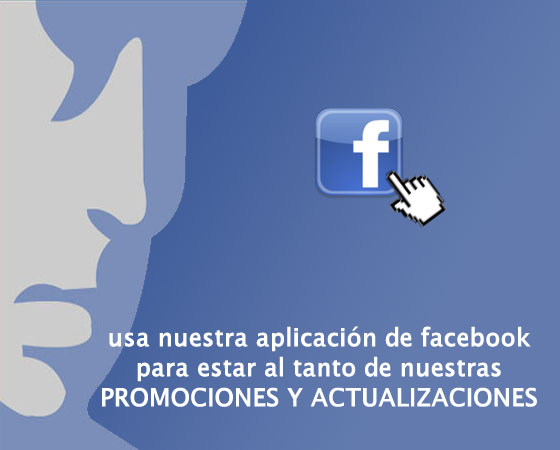 f
usa nuestra aplicación de facebook
para estar al tanto de nuestras
PROMOCIONES Y ACTUALIZACIONES